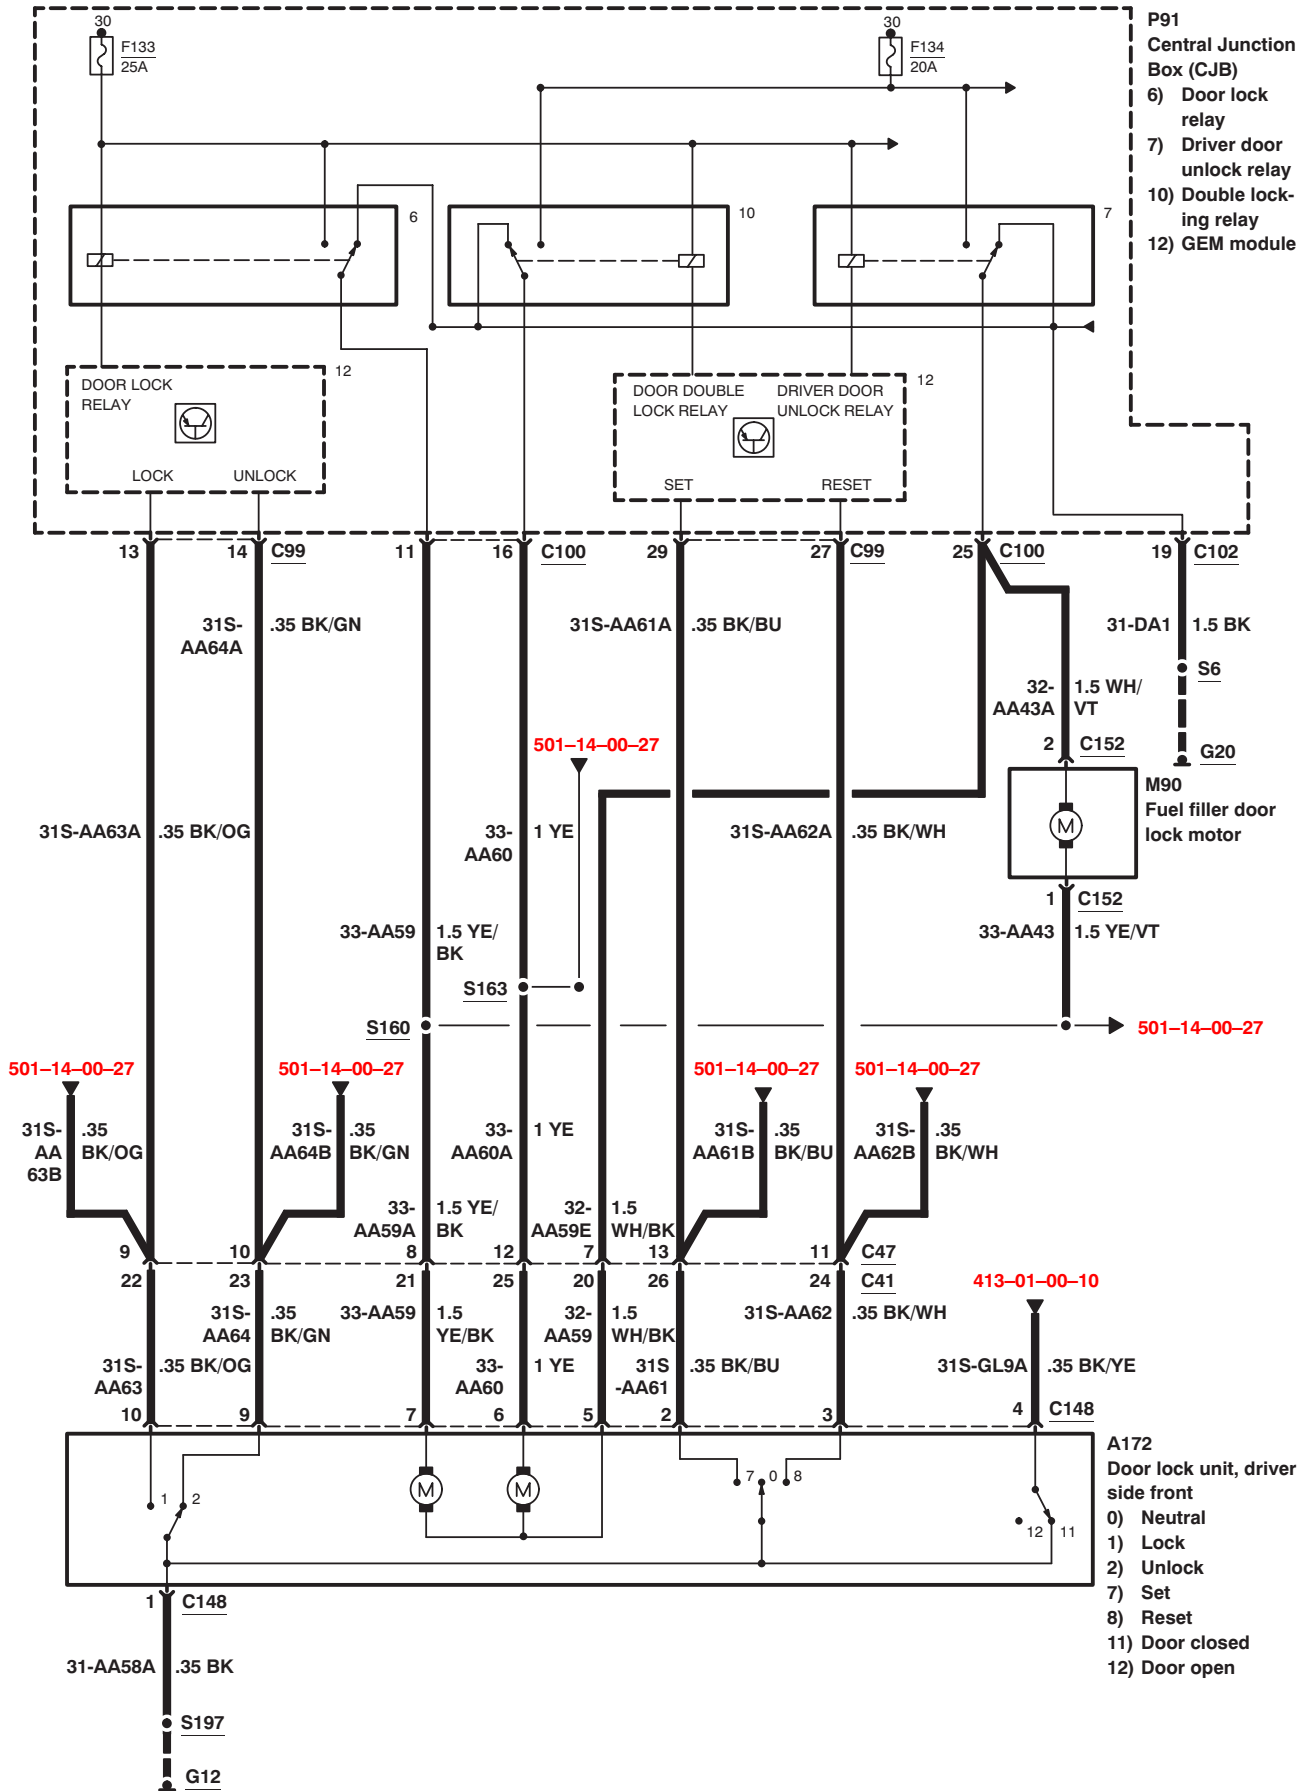 30
F133
25A
30
F134
20A
P91
Central Junction
Box (CJB)
6) Door lock
relay
7) Driver door
unlock relay
10) Double lock-
ing relay
12) GEM module
6
10
7
DOOR LOCK
RELAY
12
LOCK
UNLOCK
DOOR DOUBLE
LOCK RELAY
DRIVER DOOR
UNLOCK RELAY
12
SET
RESET
13
14
C99
11
16
C100
29
27
C99
25
C100
19
C102
31S-
AA64A
.35 BK/GN
31S-AA61A
.35 BK/BU
31-DA1
1.5 BK
S6
32-
AA43A
1.5 WH/
VT
501–14–00–27
2
C152
G20
M90
Fuel filler door
lock motor
M
31S-AA63A
.35 BK/OG
33-
AA60
1 YE
31S-AA62A
.35 BK/WH
1
C152
33-AA59
1.5 YE/
BK
33-AA43
1.5 YE/VT
S163
S160
501–14–00–27
501–14–00–27
501–14–00–27
501–14–00–27
501–14–00–27
31S-
AA
63B
.35
BK/OG
31S-
AA64B
.35
BK/GN
33-
AA60A
1 YE
31S-
AA61B
.35
BK/BU
31S-
AA62B
.35
BK/WH
33-
AA59A
1.5 YE/
BK
32-
AA59E
1.5
WH/BK
9
10
8
12
7
13
11
C47
22
23
21
25
20
26
24
C41
413–01–00–10
31S-
AA64
.35
BK/GN
33-AA59
1.5
YE/BK
32-
AA59
1.5
WH/BK
31S-AA62
.35 BK/WH
31S-
AA63
.35 BK/OG
33-
AA60
1 YE
31S
-AA61
.35 BK/BU
31S-GL9A
.35 BK/YE
10
9
7
6
5
2
3
4
C148
1
2
M
M
7
0
8
12
11
A172
Door lock unit, driver
side front
0) Neutral
1) Lock
2) Unlock
7) Set
8) Reset
11) Door closed
12) Door open
1
C148
31-AA58A
.35 BK
S197
G12